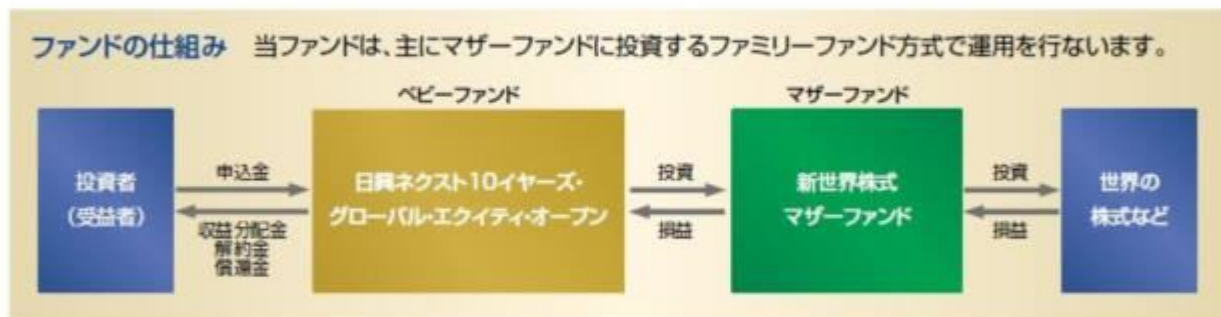 ファンドの仕組み 当ファンドは、主にマザーファンドに投資するファミリーファンド方式で運用を行ないます。
ベビーファンド
マザーファンド
投資者
(受益者)
申込金
収益分配金
解約金
償還金
日興ネクスト10イヤーズ・
グローバル・エクイティ・オープン
投資
損益
新世界株式
マザーファンド
投資
損益
世界の
株式など